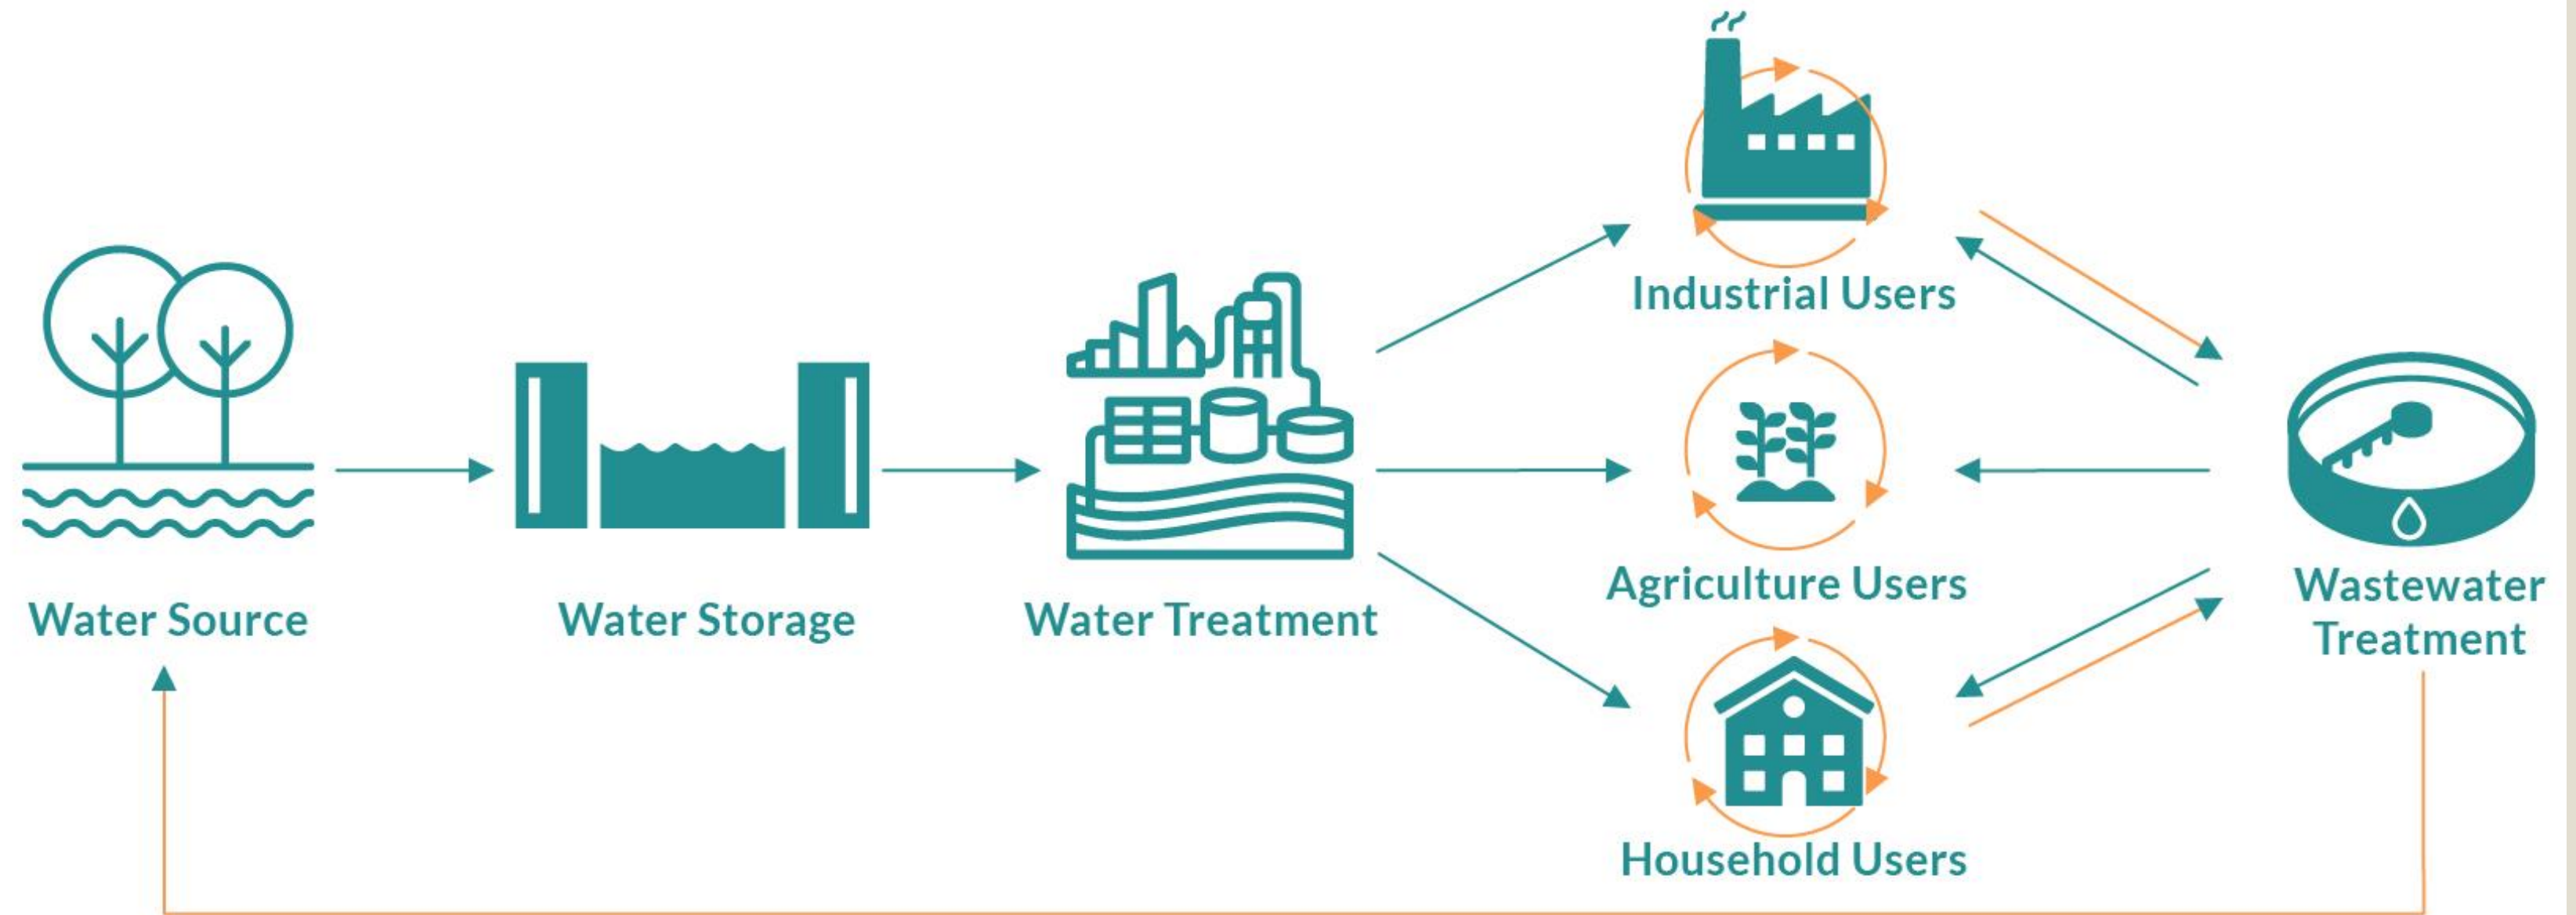 Industrial Users
Agriculture Users
Water Source
Water Storage
Water Treatment
Wastewater
Treatment
Household Users